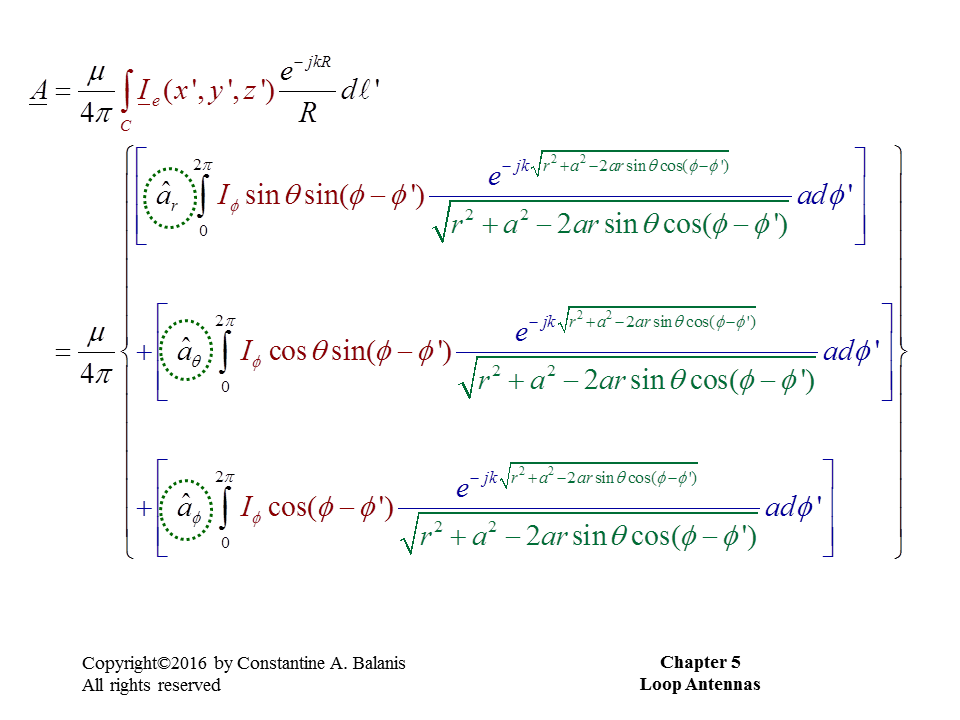 A = μ/4π ∫_C I_e(x', y', z') e^{-jkR}/R dℓ'
[â_r ∫_0^{2π} I_φ sin θ sin(φ − φ') e^{-jk√(r² + a² − 2ar sin θ cos(φ−φ'))}/√(r² + a² − 2ar sin θ cos(φ − φ')) adφ']
= μ/4π { + [â_θ ∫_0^{2π} I_φ cos θ sin(φ − φ') e^{-jk√(r² + a² − 2ar sin θ cos(φ−φ'))}/√(r² + a² − 2ar sin θ cos(φ − φ')) adφ'] }
+ [â_φ ∫_0^{2π} I_φ cos(φ − φ') e^{-jk√(r² + a² − 2ar sin θ cos(φ−φ'))}/√(r² + a² − 2ar sin θ cos(φ − φ')) adφ']
Copyright©2016 by Constantine A. Balanis
All rights reserved
Chapter 5
Loop Antennas